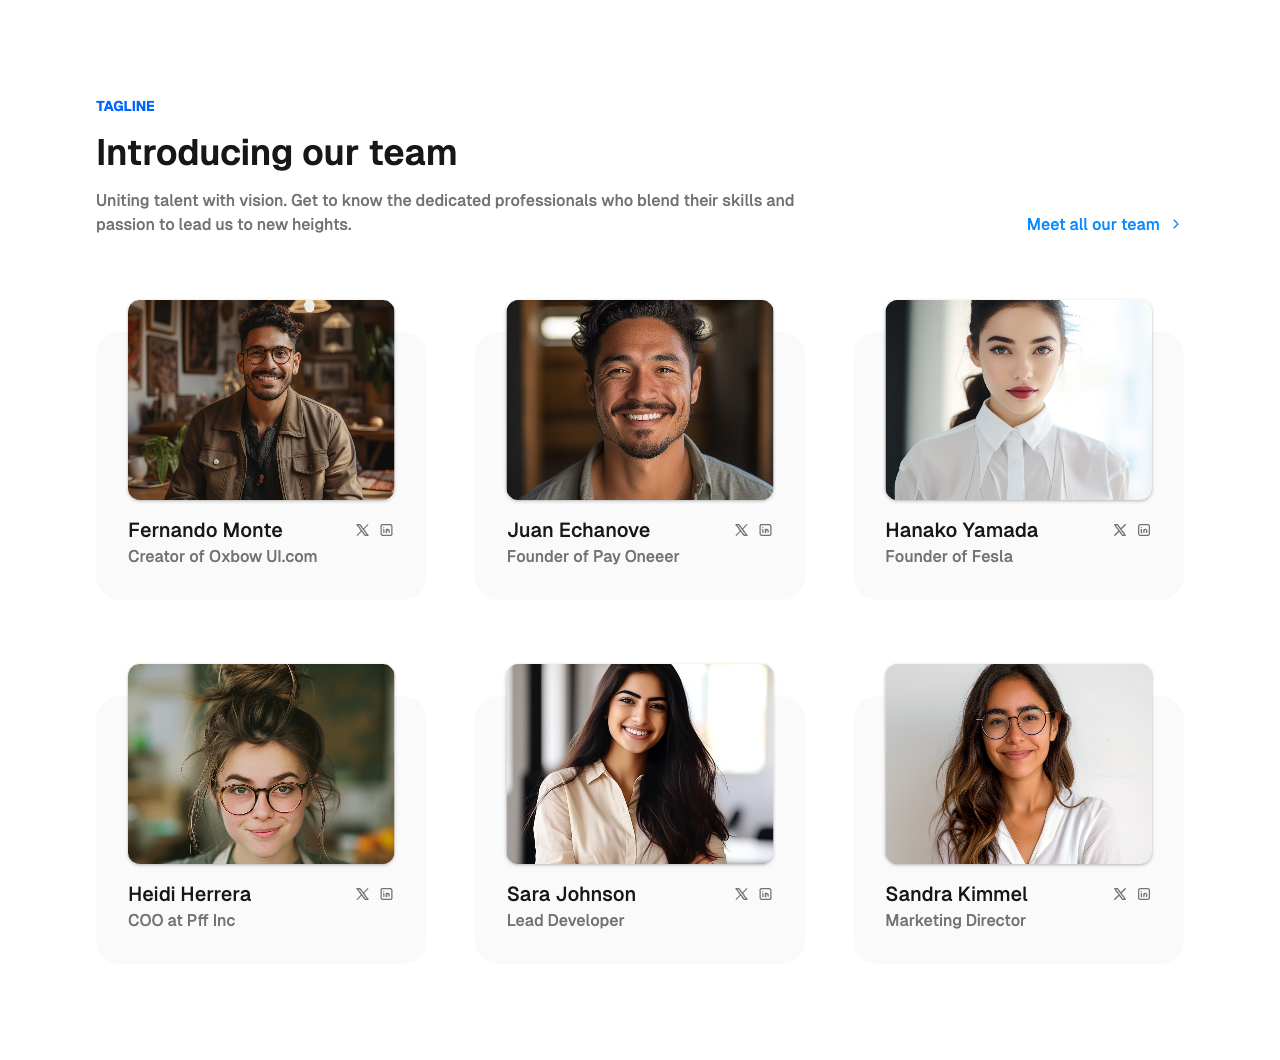 TAGLINE
Introducing our team
Uniting talent with vision. Get to know the dedicated professionals who blend their skills and
passion to lead us to new heights.
Meet all our team
Fernando Monte
Creator of Oxbow UI.com
Juan Echanove
Founder of Pay Oneeer
Hanako Yamada
Founder of Fesla
Heidi Herrera
COO at Pff Inc
Sara Johnson
Lead Developer
Sandra Kimmel
Marketing Director